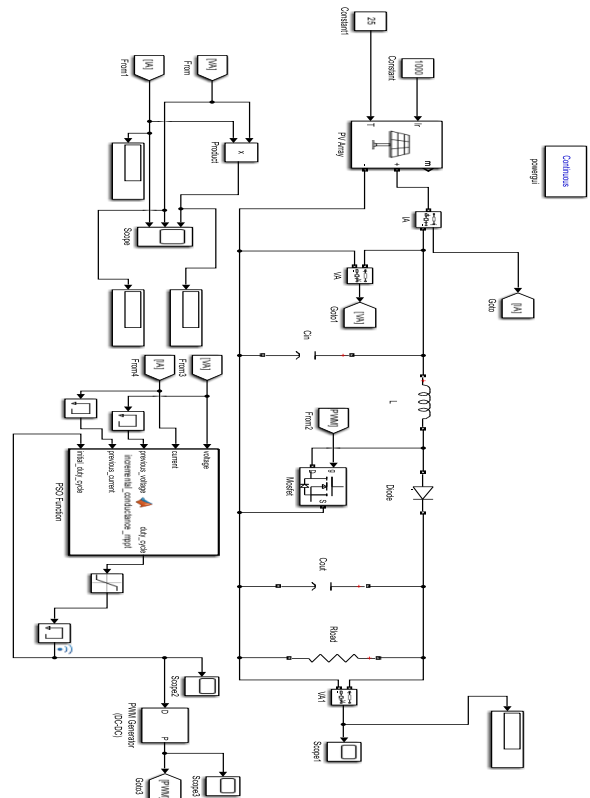 Continuous
powergui
25
Constant1
1000
Constant
Ir
T
m
+
-
PV Array
IA
[IA]
Goto
VA
[VA]
Goto1
Cin
L
[PWM]
From2
g
D
S
Mosfet
Diode
Cout
Rload
VA1
Scope1
[VA]
From
[IA]
From1
x
Product
Scope
[VA]
From3
[IA]
From4
voltage
current
previous_voltage
previous_current
initial_duty_cycle
incremental_conductance_mppt
duty_cycle
PSO Function
Scope2
D
P
PWM Generator
(DC-DC)
Scope3
[PWM]
Goto3